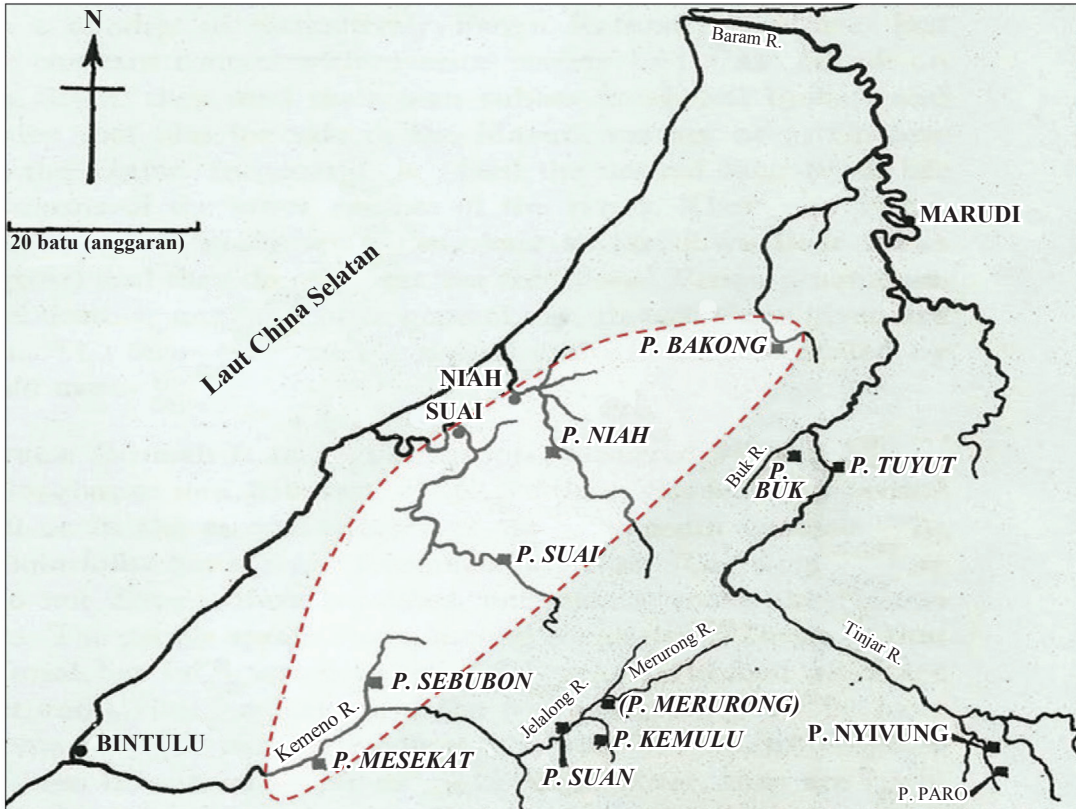 N
Baram R.
MARUDI
20 batu (anggaran)
Laut China Selatan
P. BAKONG
NIAH
SUAI
P. NIAH
Buk R.
P.
BUK
P. TUYUT
P. SUAI
Merurong R.
Tinjar R.
P. SEBUBON
Jelalong R.
(P. MERURONG)
Kemeno R.
BINTULU
P. KEMULU
P. NYIVUNG
P. MESEKAT
P. SUAN
P. PARO